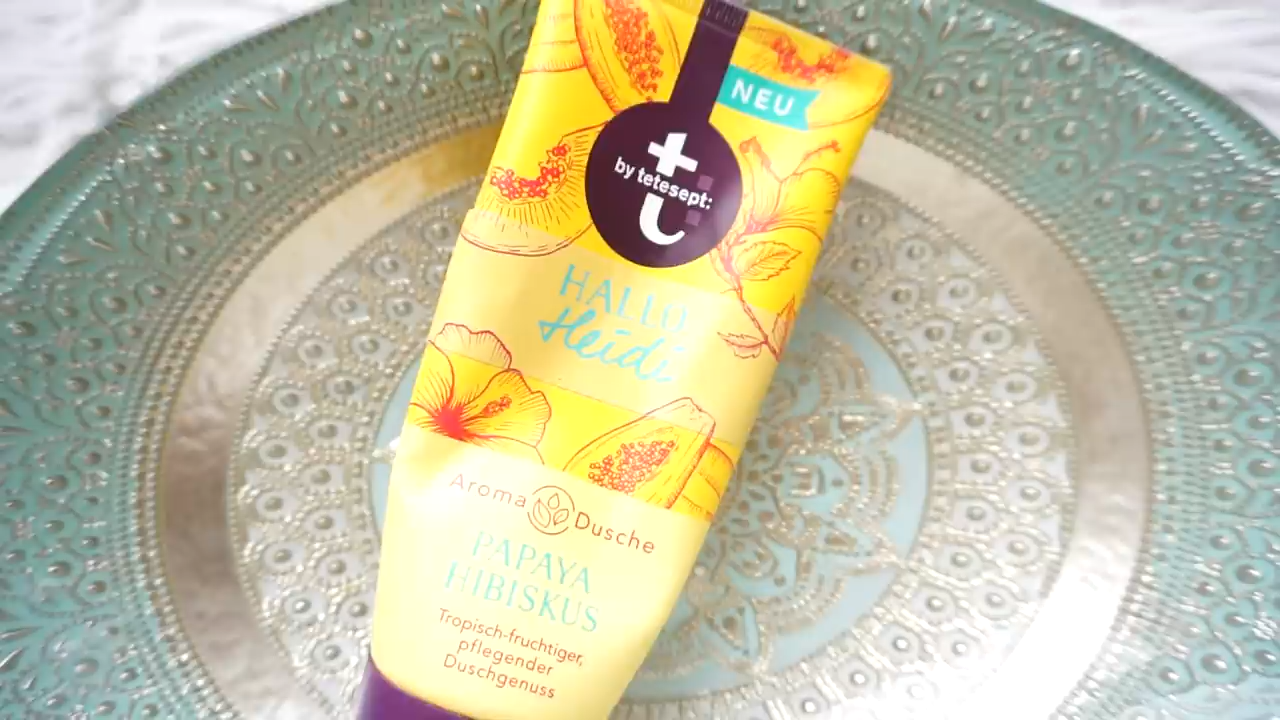 NEU
by tetesept:
HALLO
Heidi
Aroma Dusche
PAPAYA
HIBISKUS
Tropisch-fruchtiger,
pflegender
Duschgenuss